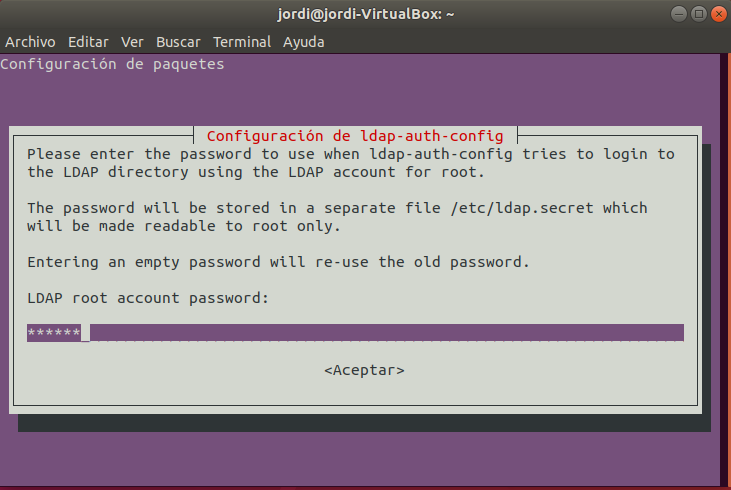 jordi@jordi-VirtualBox: ~
Archivo Editar Ver Buscar Terminal Ayuda
Configuración de paquetes
Configuración de ldap-auth-config
Please enter the password to use when ldap-auth-config tries to login to
the LDAP directory using the LDAP account for root.
The password will be stored in a separate file /etc/ldap.secret which
will be made readable to root only.
Entering an empty password will re-use the old password.
LDAP root account password:
******
<Aceptar>